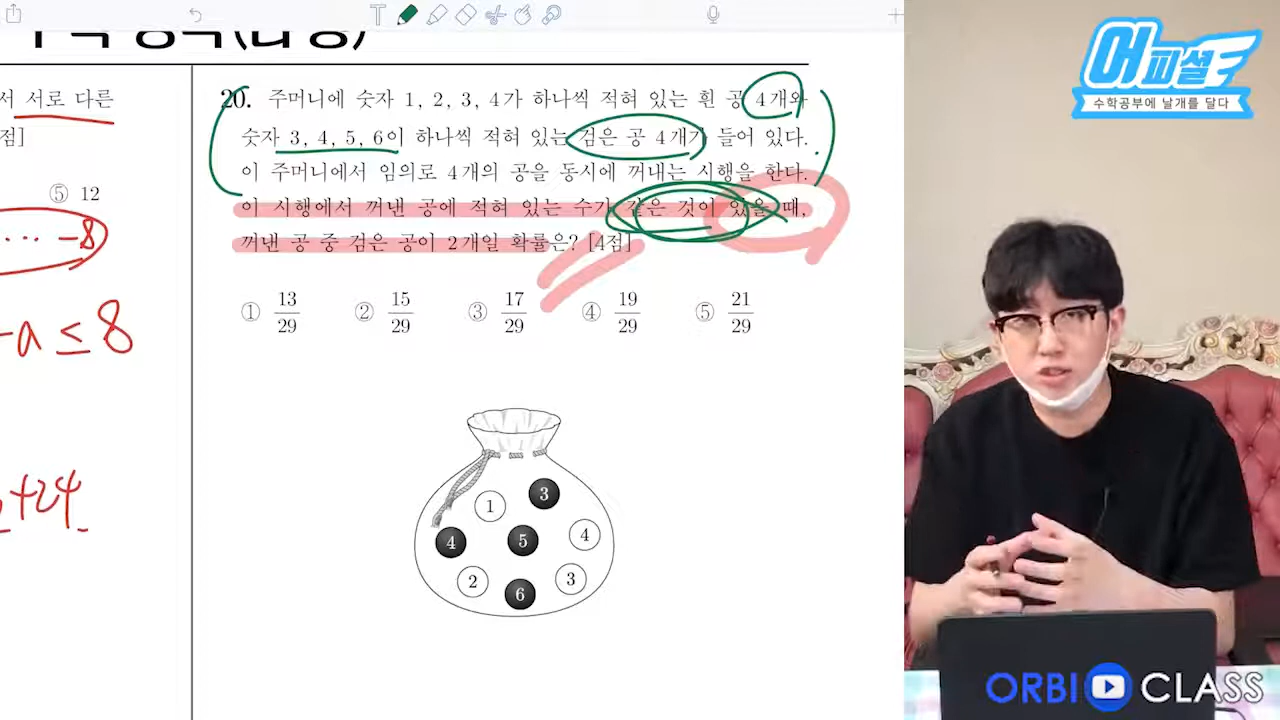 서 서로 다른
점]
⑤ 12
… -8
-a ≤ 8
+24
20. 주머니에 숫자 1, 2, 3, 4가 하나씩 적혀 있는 흰 공 4개와
숫자 3, 4, 5, 6이 하나씩 적혀 있는 검은 공 4개가 들어 있다.
이 주머니에서 임의로 4개의 공을 동시에 꺼내는 시행을 한다.
이 시행에서 꺼낸 공에 적혀 있는 수가 같은 것이 있을 때,
꺼낸 공 중 검은 공이 2개일 확률은? [4점]
① 13/29 ② 15/29 ③ 17/29 ④ 19/29 ⑤ 21/29
1 3
4 5 4
2 6 3
어피셜
수학공부에 날개를 달다
ORBI CLASS